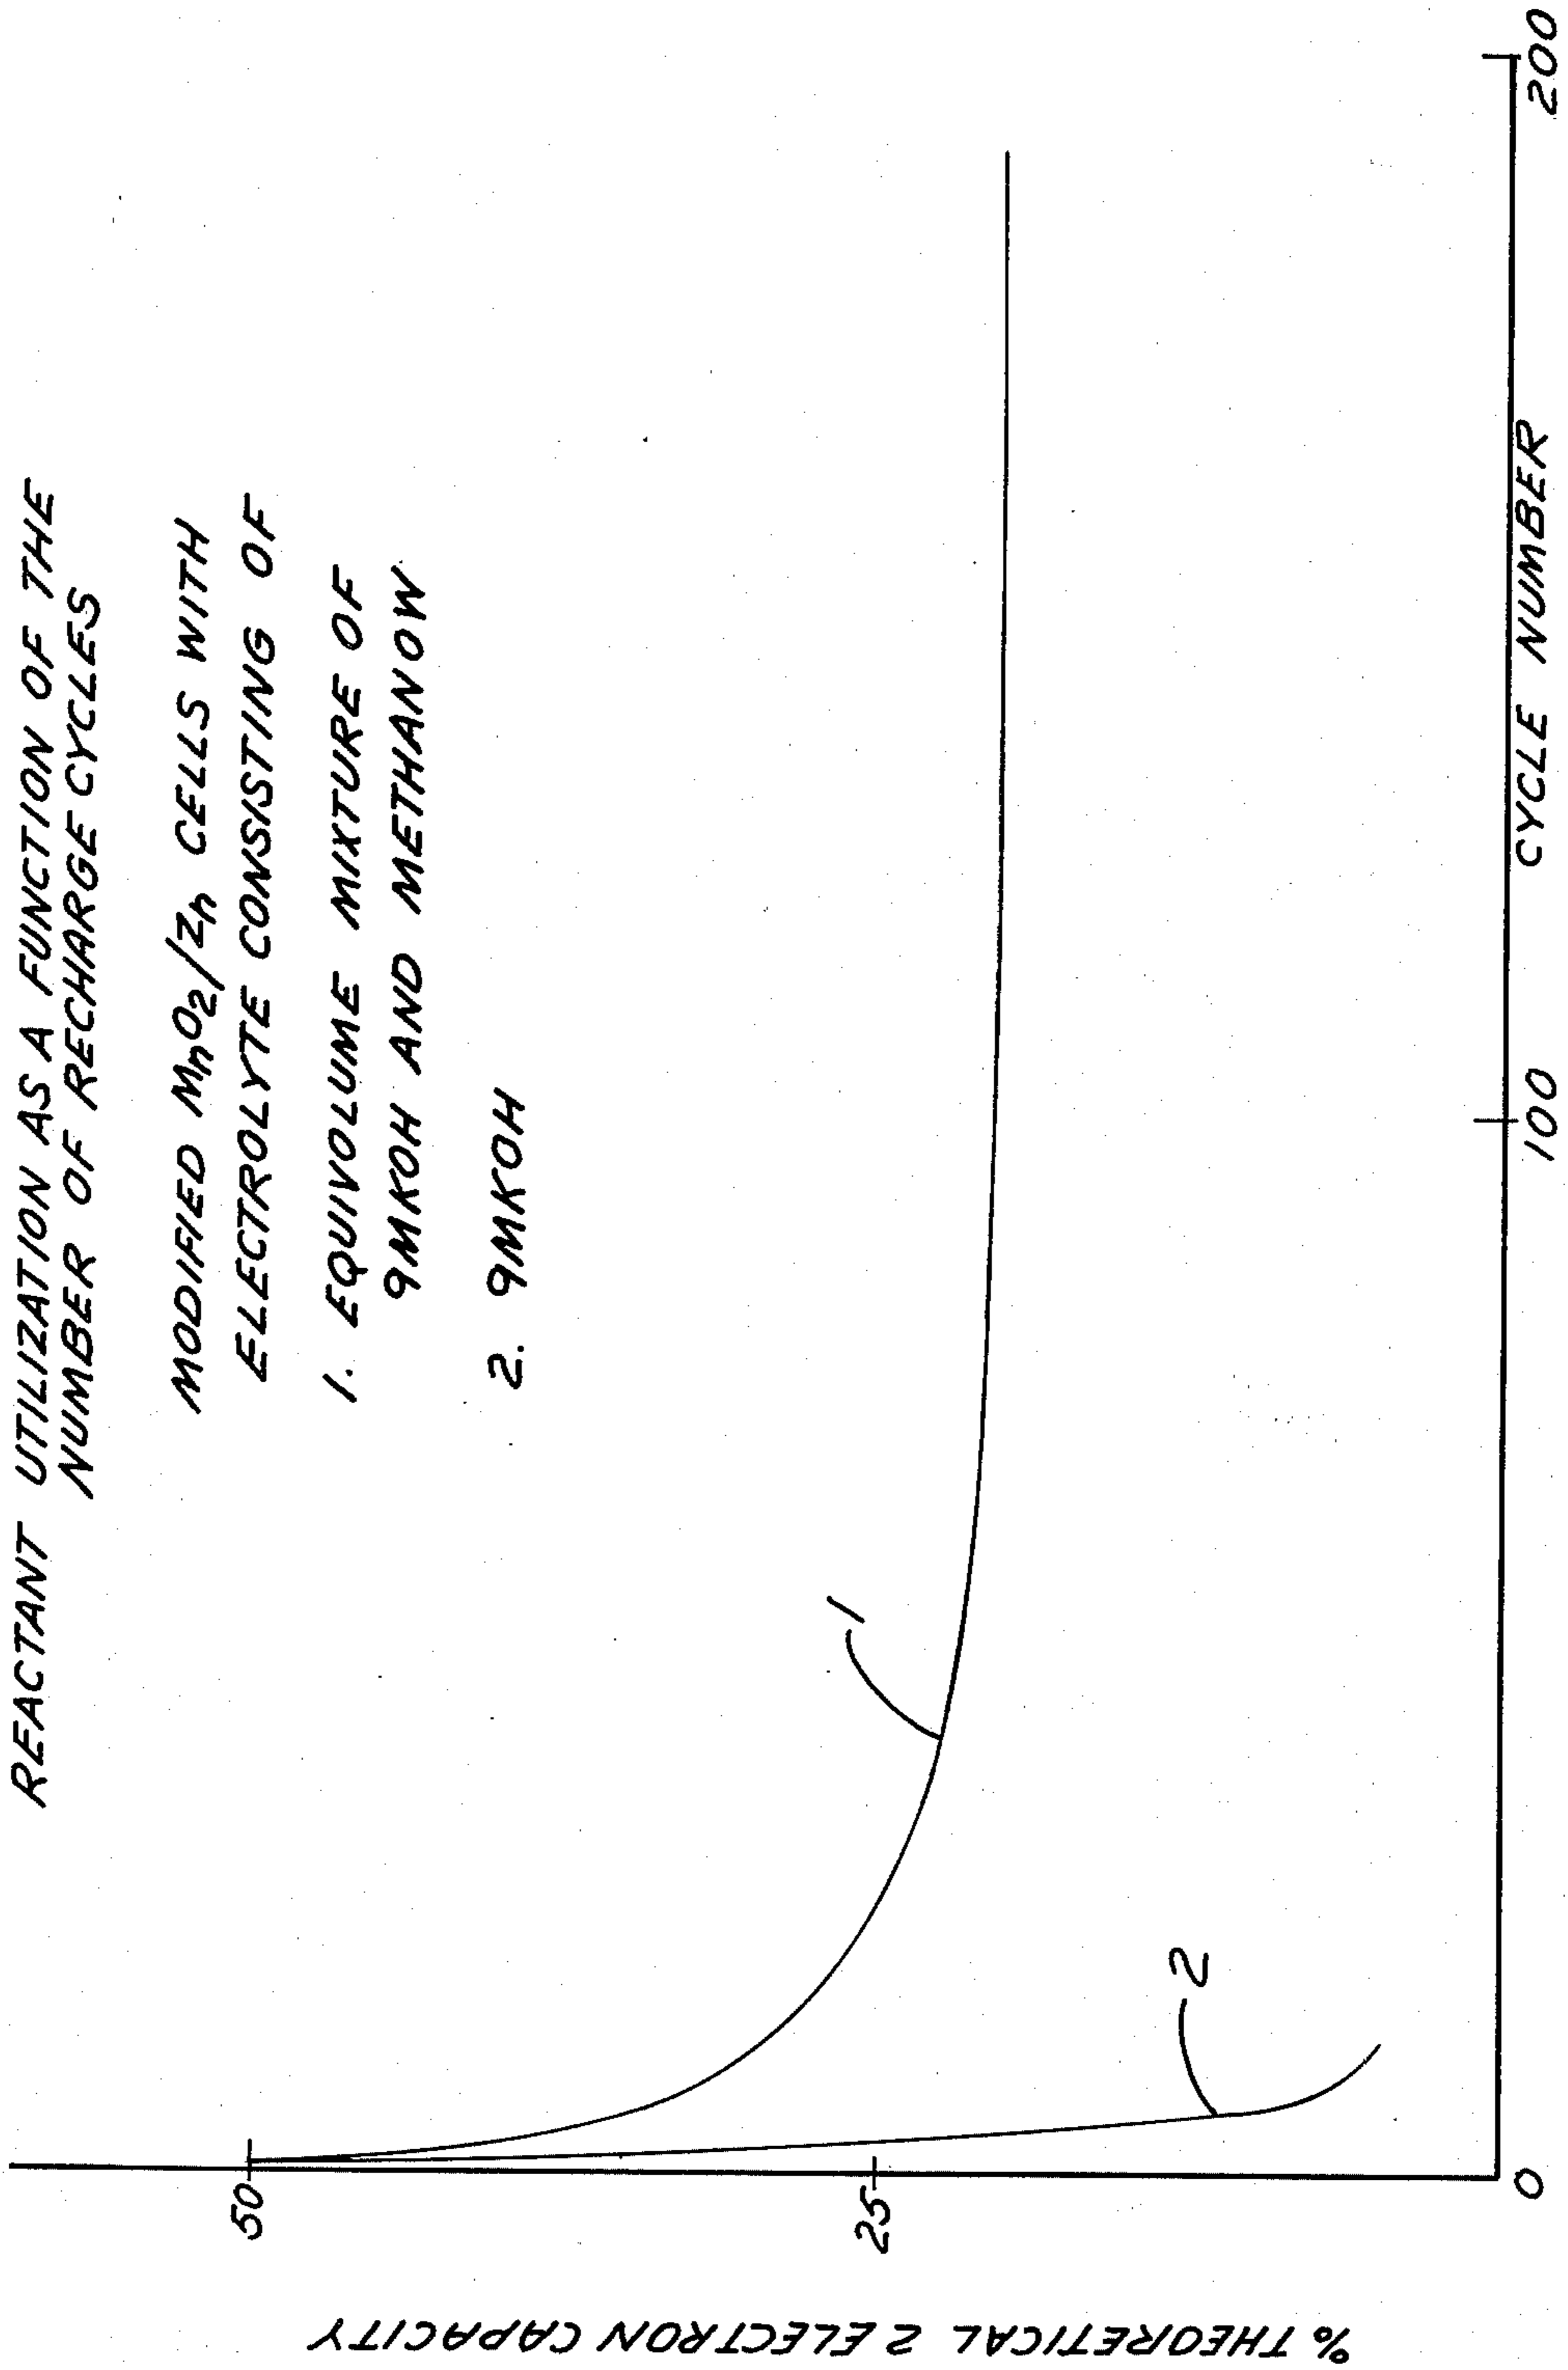 REACTANT UTILIZATION AS A FUNCTION OF THE
NUMBER OF RECHARGE CYCLES
MODIFIED MnO2/Zn CELLS WITH
ELECTROLYTE CONSISTING OF
1. EQUIVOLUME MIXTURE OF
9MKOH AND METHANOW
2. 9MKOH
% THEORETICAL 2 ELECTRON CAPACITY
50
25
1
2
0
100
200
CYCLE NUMBER